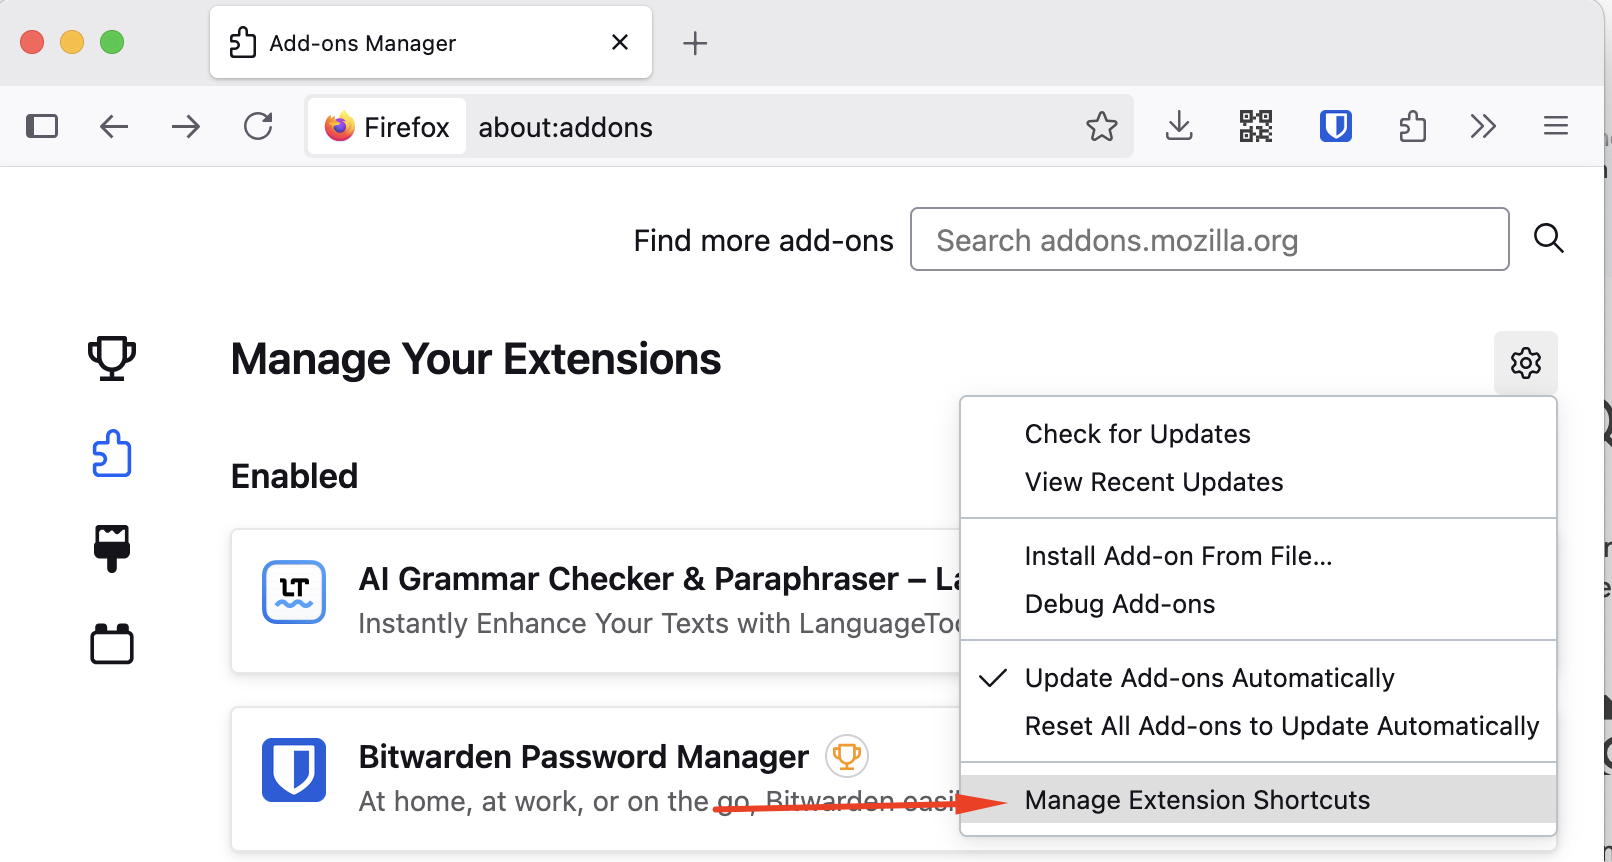 Add-ons Manager
Firefox
about:addons
Find more add-ons
Search addons.mozilla.org
Manage Your Extensions
Check for Updates
View Recent Updates
Enabled
Install Add-on From File...
Debug Add-ons
LT
AI Grammar Checker & Paraphraser – La
Instantly Enhance Your Texts with LanguageToo
Update Add-ons Automatically
Reset All Add-ons to Update Automatically
Bitwarden Password Manager
At home, at work, or on the go, Bitwarden easil
Manage Extension Shortcuts